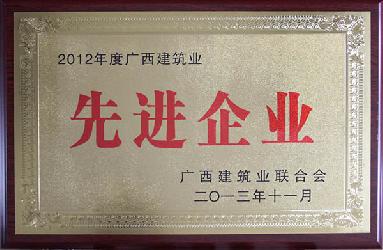 2012年度广西建筑业
先进企业
广西建筑业联合会
二〇一三年十一月